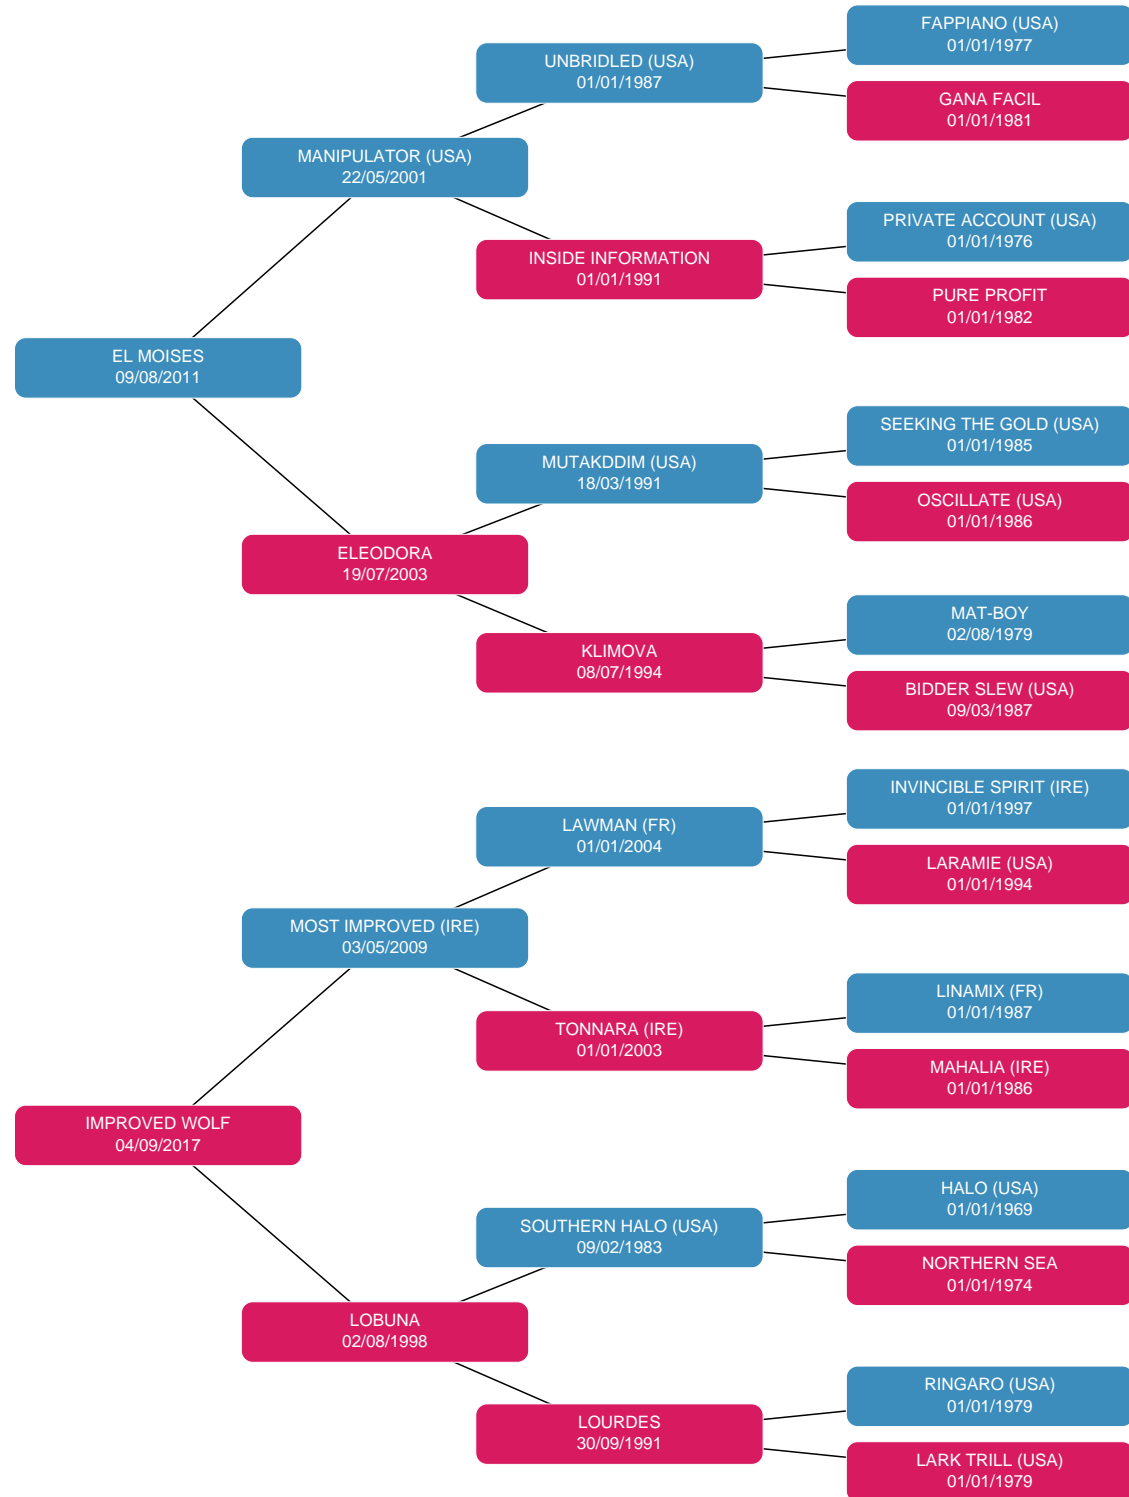 FAPPIANO (USA)
01/01/1977
UNBRIDLED (USA)
01/01/1987
GANA FACIL
01/01/1981
MANIPULATOR (USA)
22/05/2001
PRIVATE ACCOUNT (USA)
01/01/1976
INSIDE INFORMATION
01/01/1991
PURE PROFIT
01/01/1982
EL MOISES
09/08/2011
SEEKING THE GOLD (USA)
01/01/1985
MUTAKDDIM (USA)
18/03/1991
OSCILLATE (USA)
01/01/1986
ELEODORA
19/07/2003
MAT-BOY
02/08/1979
KLIMOVA
08/07/1994
BIDDER SLEW (USA)
09/03/1987
INVINCIBLE SPIRIT (IRE)
01/01/1997
LAWMAN (FR)
01/01/2004
LARAMIE (USA)
01/01/1994
MOST IMPROVED (IRE)
03/05/2009
LINAMIX (FR)
01/01/1987
TONNARA (IRE)
01/01/2003
MAHALIA (IRE)
01/01/1986
IMPROVED WOLF
04/09/2017
HALO (USA)
01/01/1969
SOUTHERN HALO (USA)
09/02/1983
NORTHERN SEA
01/01/1974
LOBUNA
02/08/1998
RINGARO (USA)
01/01/1979
LOURDES
30/09/1991
LARK TRILL (USA)
01/01/1979